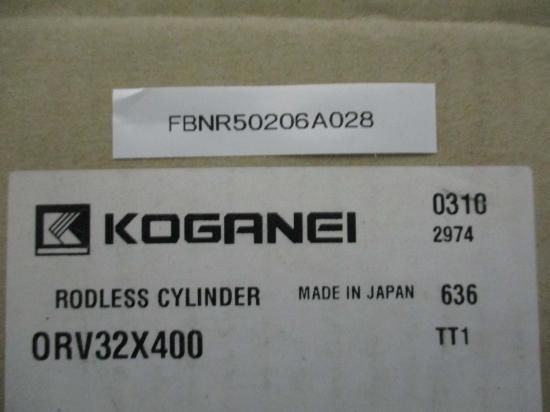 FBNR50206A028
KOGANEI 0310
2974
RODLESS CYLINDER MADE IN JAPAN 636
ORV32X400 TT1